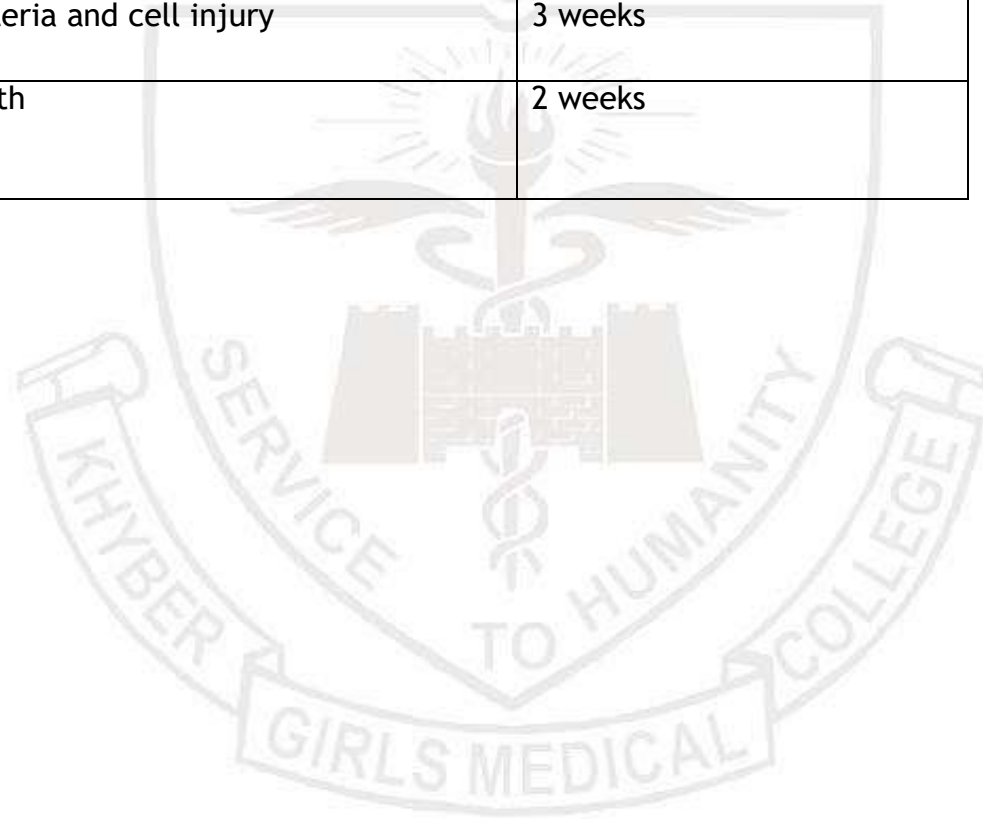 eria and cell injury 3 weeks
th 2 weeks
SERVICE TO HUMANITY
KHYBER GIRLS MEDICAL COLLEGE